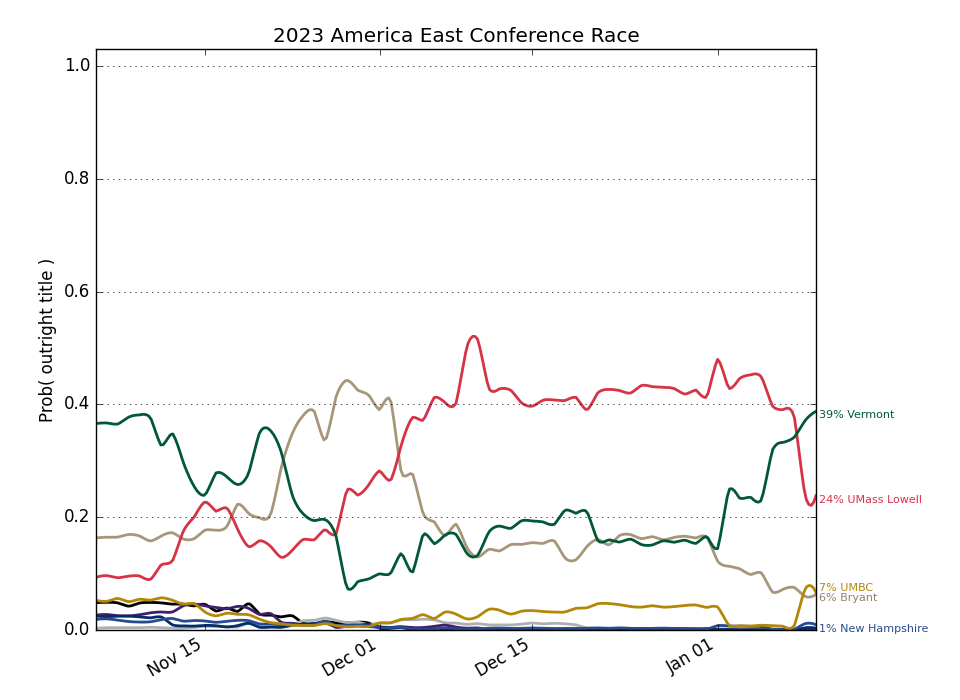 2023 America East Conference Race
Prob( outright title )
1.0
0.8
0.6
0.4
0.2
0.0
Nov 15
Dec 01
Dec 15
Jan 01
39% Vermont
24% UMass Lowell
7% UMBC
6% Bryant
1% New Hampshire